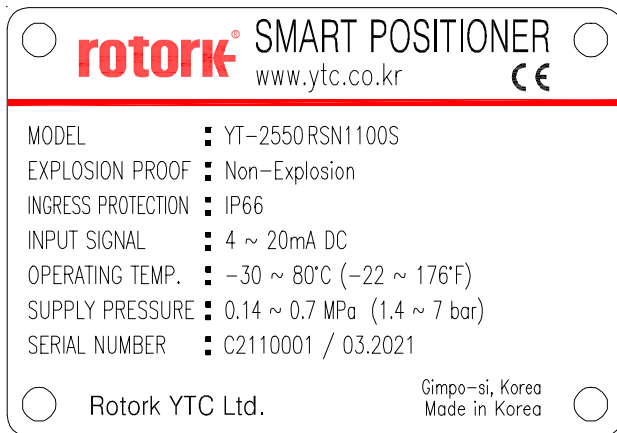 rotork® SMART POSITIONER
www.ytc.co.kr CE
MODEL : YT-2550RSN1100S
EXPLOSION PROOF : Non-Explosion
INGRESS PROTECTION : IP66
INPUT SIGNAL : 4 ~ 20mA DC
OPERATING TEMP. : -30 ~ 80°C (-22 ~ 176°F)
SUPPLY PRESSURE : 0.14 ~ 0.7 MPa (1.4 ~ 7 bar)
SERIAL NUMBER : C2110001 / 03.2021
Rotork YTC Ltd.
Gimpo-si, Korea
Made in Korea